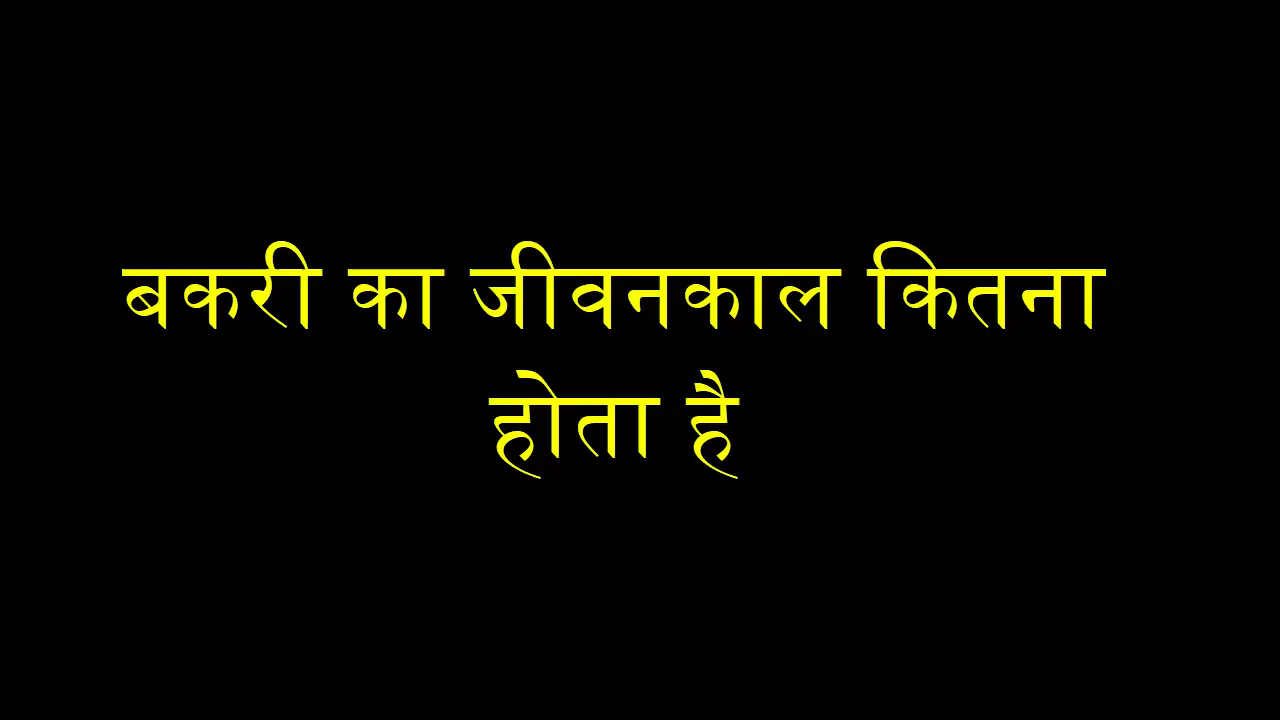 बकरी का जीवनकाल कितना
होता है